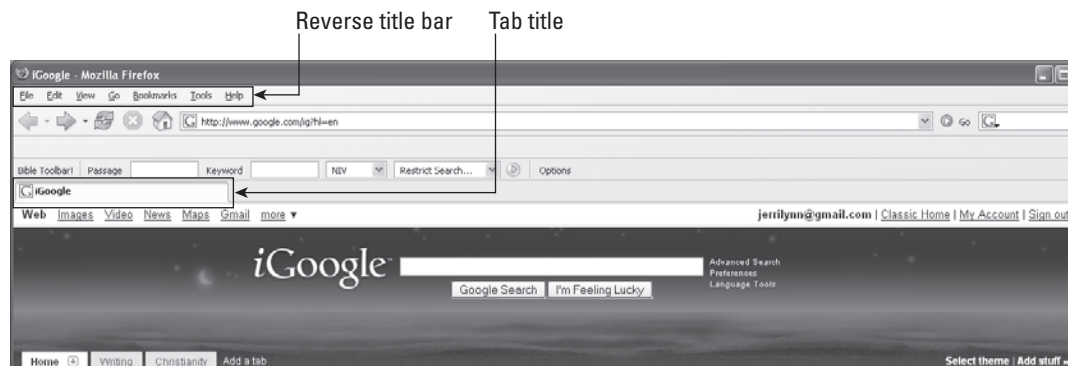 Reverse title bar Tab title
iGoogle - Mozilla Firefox
File Edit View Go Bookmarks Tools Help
G http://www.google.com/ig?hl=en Go G
Bible Toolbar! Passage Keyword NIV Restrict Search... Options
G iGoogle
Web Images Video News Maps Gmail more ▼ jerrilynn@gmail.com | Classic Home | My Account | Sign out
iGoogle
Advanced Search
Preferences
Language Tools
Google Search I'm Feeling Lucky
Home Writing Christianity Add a tab Select theme | Add stuff »